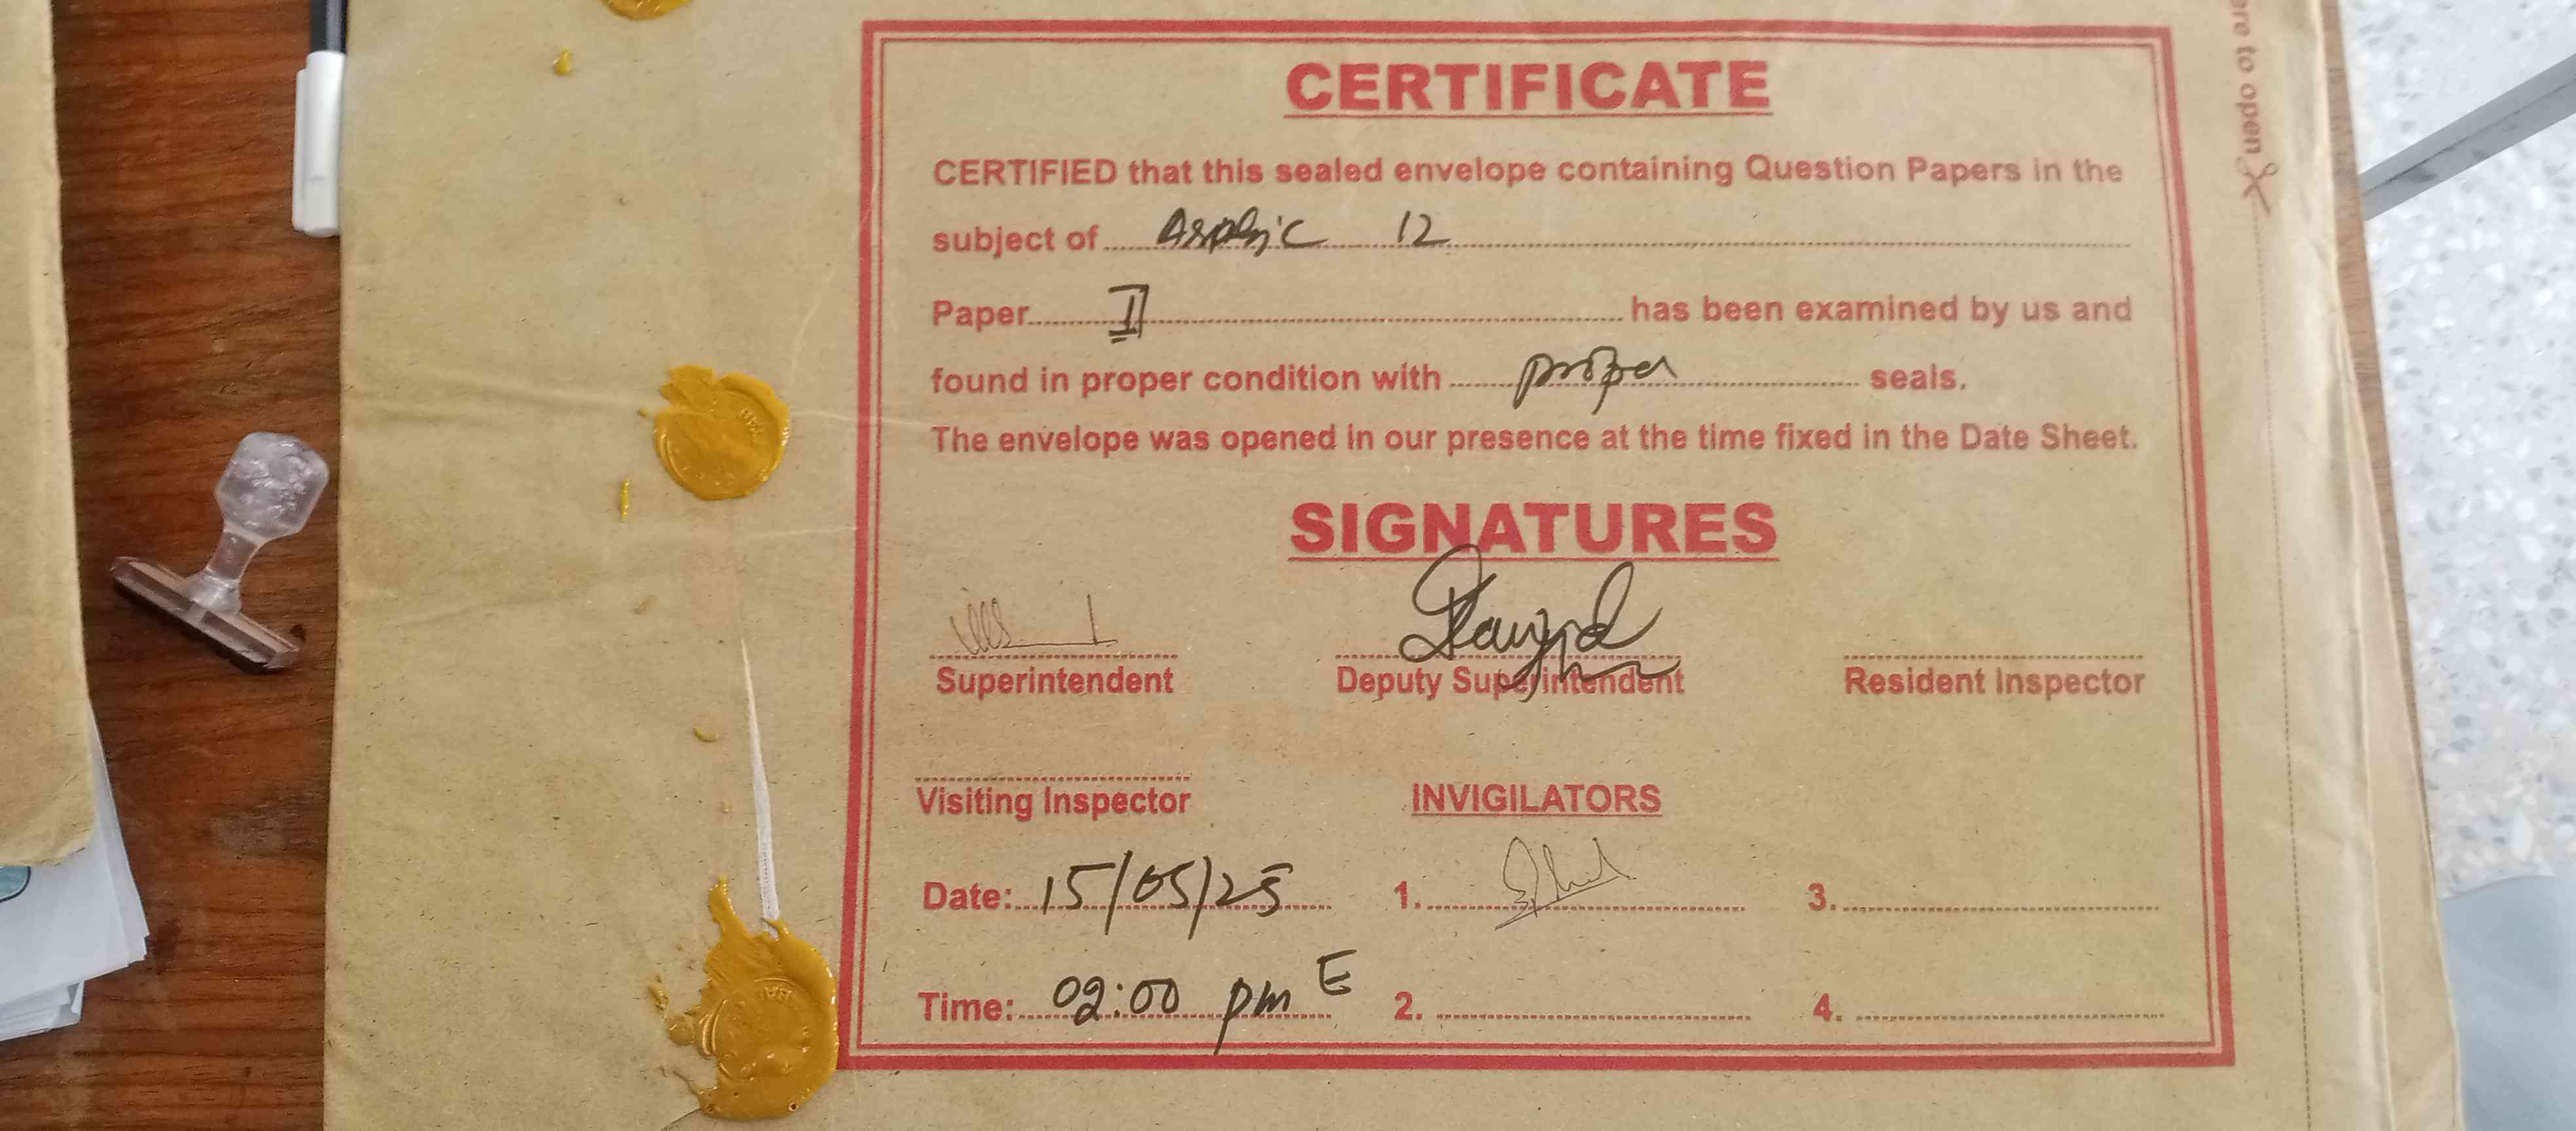 CERTIFICATE
CERTIFIED that this sealed envelope containing Question Papers in the
subject of 12
Paper II has been examined by us and
found in proper condition with proper seals.
The envelope was opened in our presence at the time fixed in the Date Sheet.
SIGNATURES
Superintendent Deputy Superintendent Resident Inspector
Visiting Inspector INVIGILATORS
Date: 15/05/25 1. 3.
Time: 02:00 pm E 2. 4.
ere to open